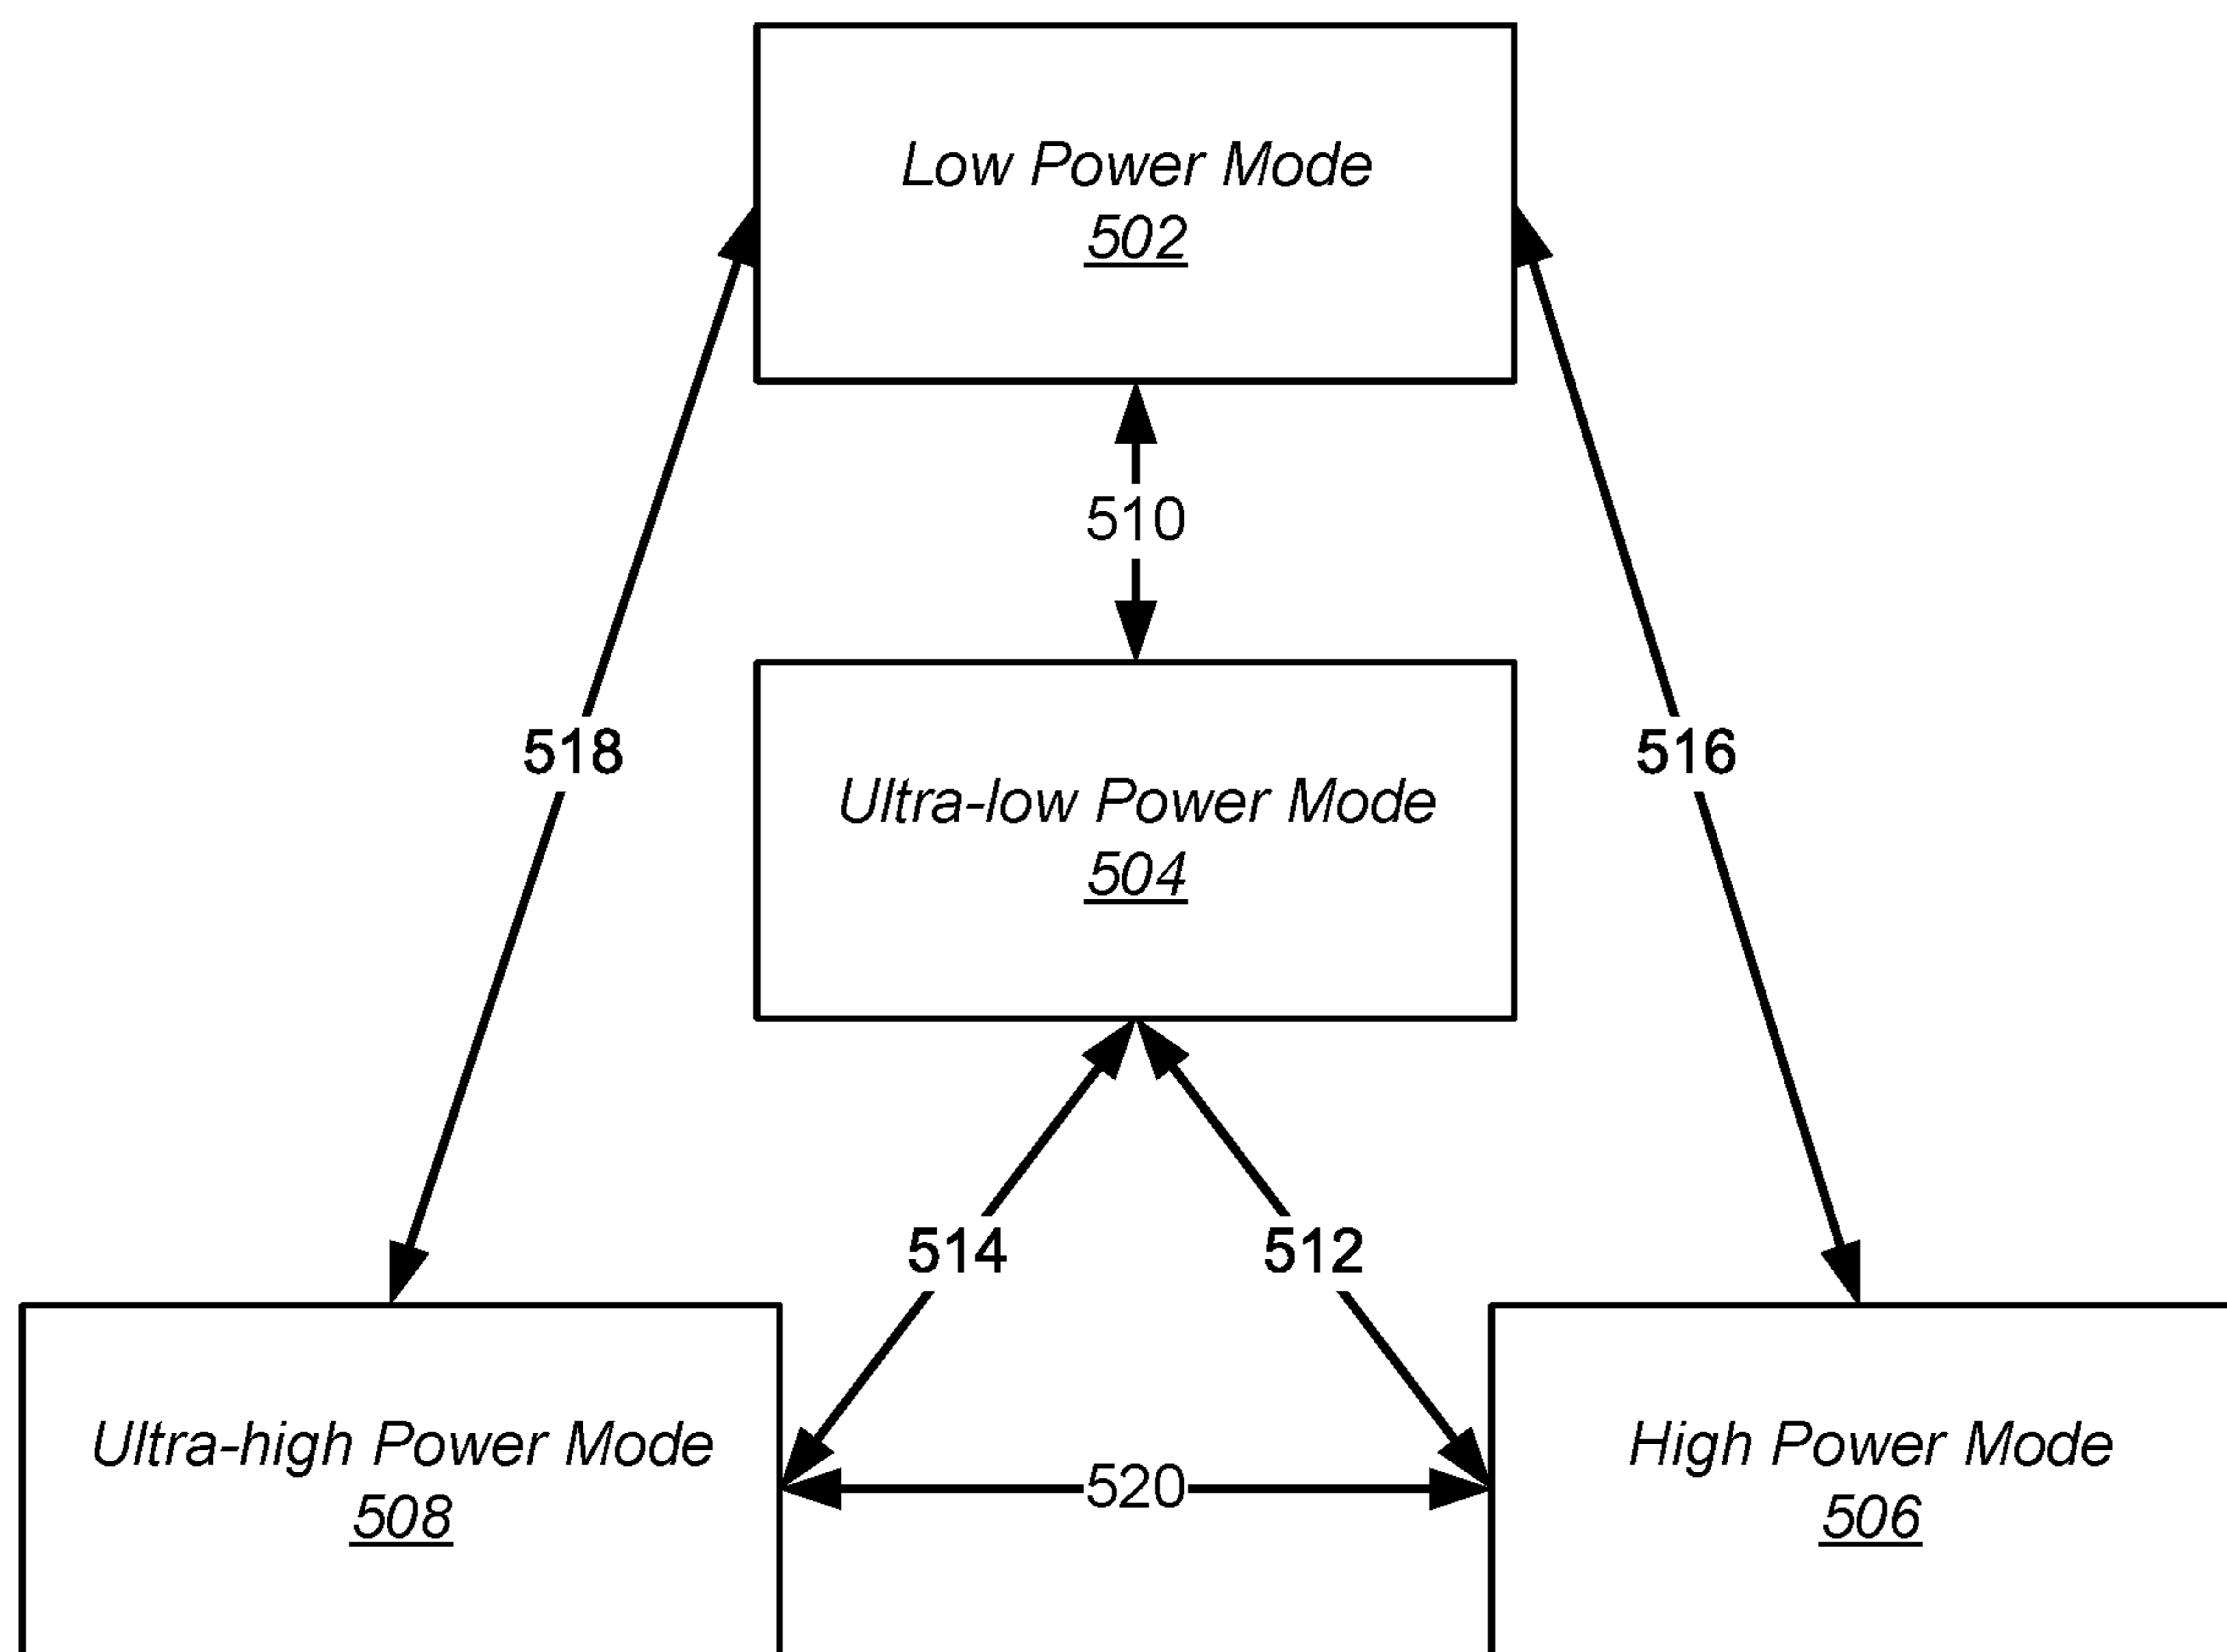 Low Power Mode
502
510
518
516
Ultra-low Power Mode
504
514
512
Ultra-high Power Mode
508
520
High Power Mode
506